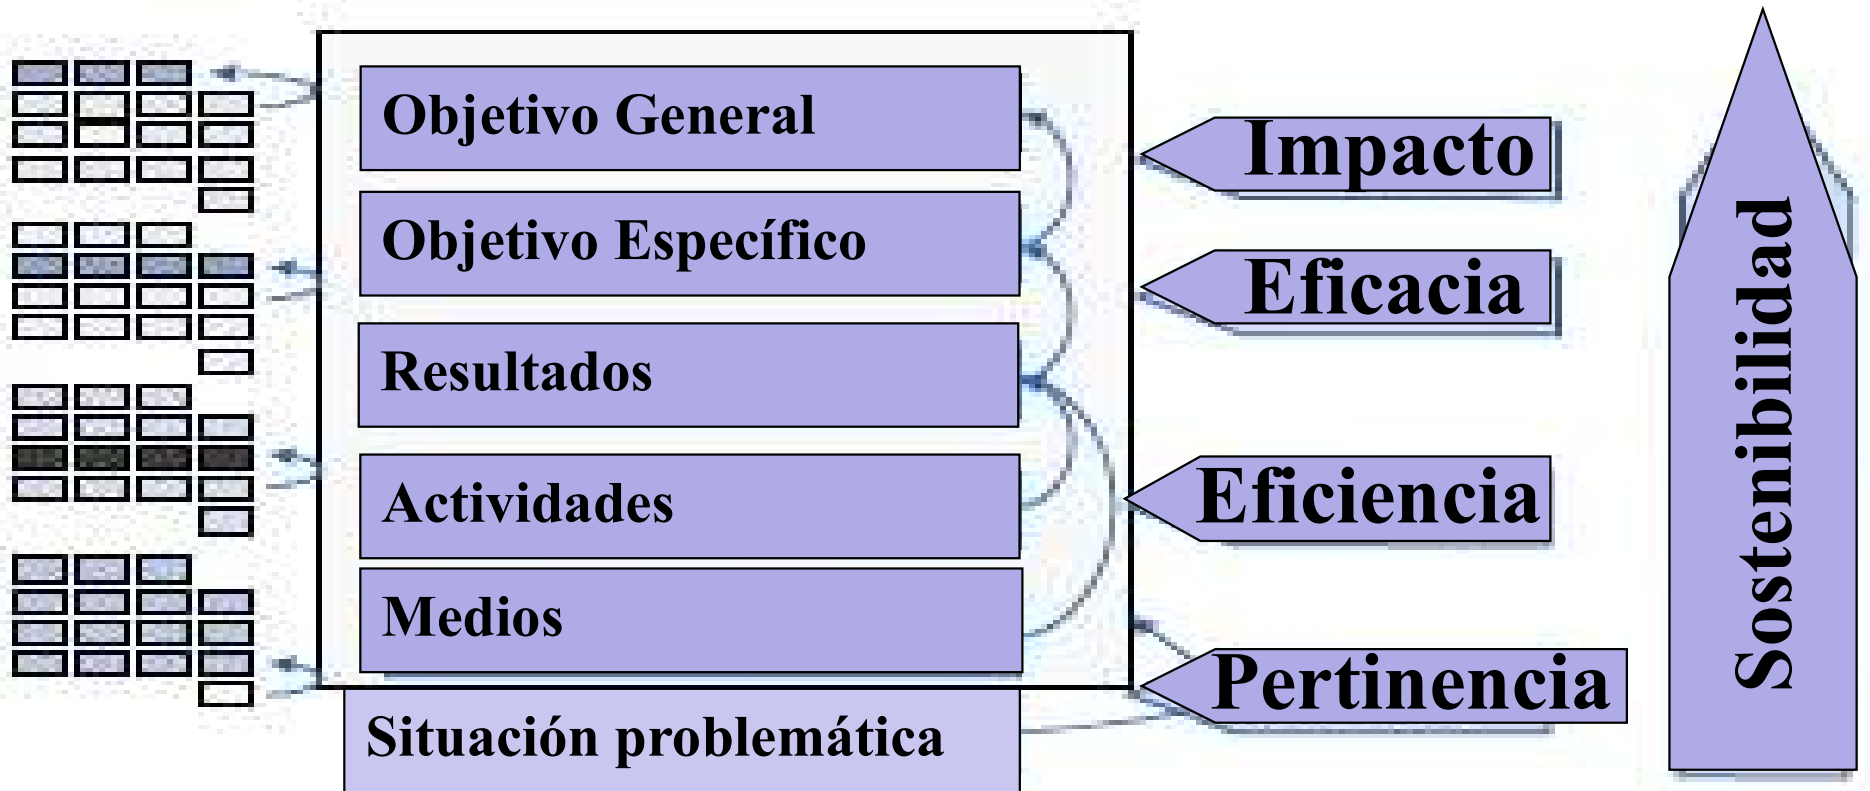 Objetivo General
Objetivo Específico
Resultados
Actividades
Medios
Situación problemática
Impacto
Eficacia
Eficiencia
Pertinencia
Sostenibilidad